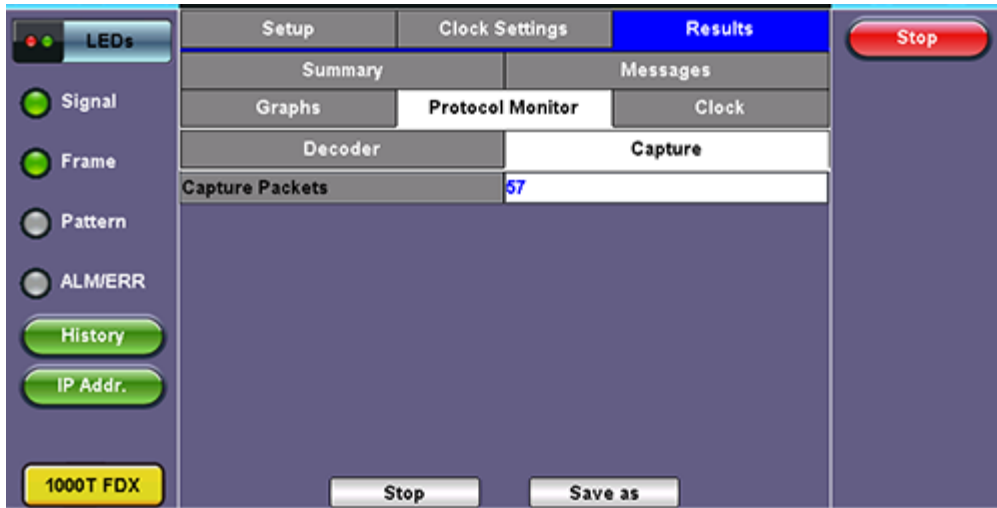 LEDs
Setup
Clock Settings
Results
Stop
Summary
Messages
Signal
Graphs
Protocol Monitor
Clock
Decoder
Capture
Frame
Capture Packets
57
Pattern
ALM/ERR
History
IP Addr.
1000T FDX
Stop
Save as